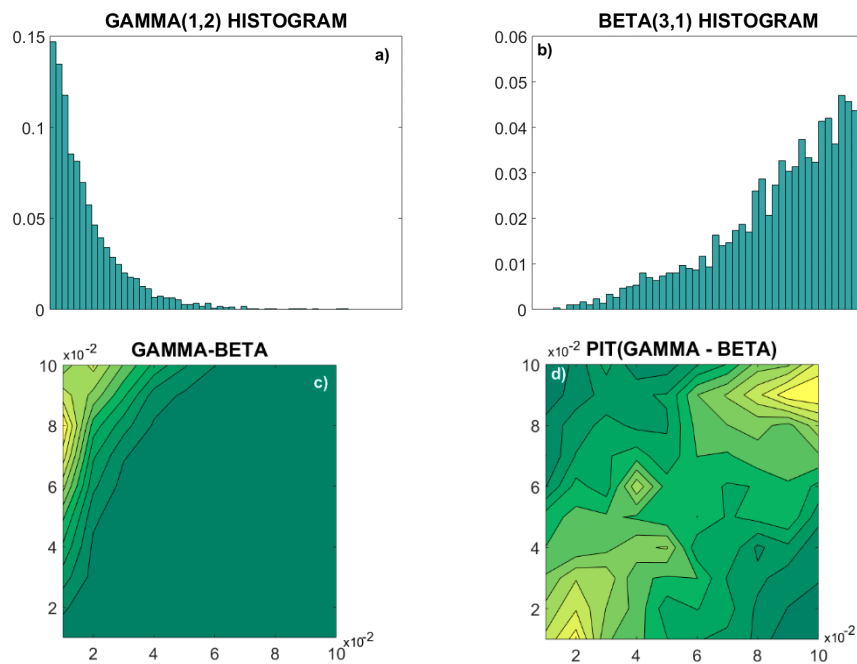 GAMMA(1,2) HISTOGRAM
a)
0.15
0.1
0.05
0
BETA(3,1) HISTOGRAM
b)
0.06
0.05
0.04
0.03
0.02
0.01
0
x10⁻²
GAMMA-BETA
c)
10
8
6
4
2
2 4 6 8 10
x10⁻²
x10⁻²
PIT(GAMMA - BETA)
d)
10
8
6
4
2
2 4 6 8 10
x10⁻²